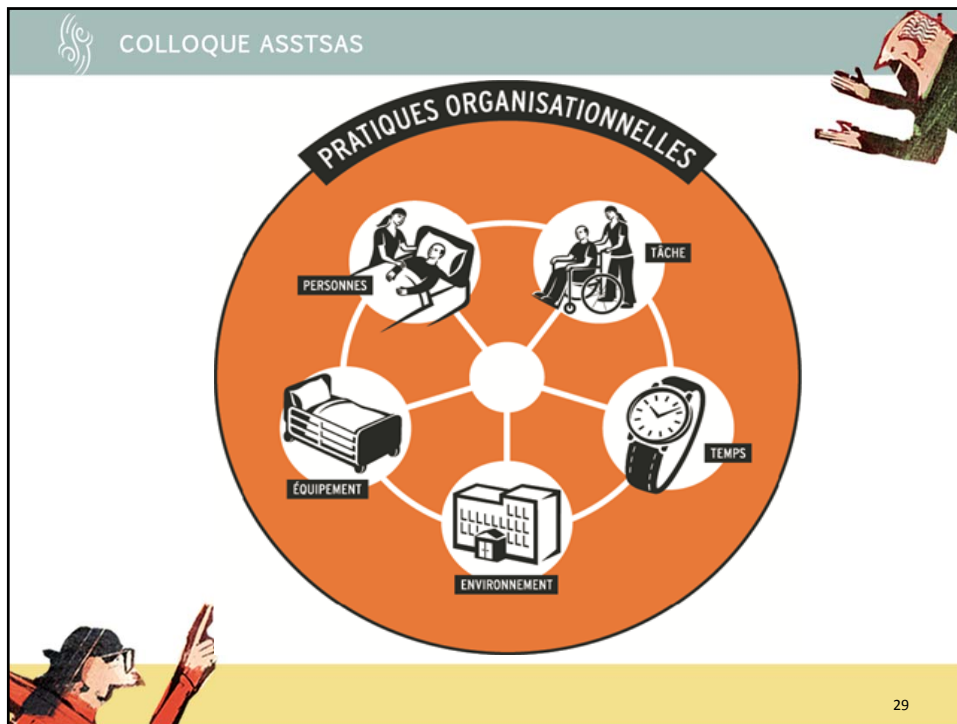 COLLOQUE ASSTSAS
PRATIQUES ORGANISATIONNELLES
PERSONNES
TÂCHE
ÉQUIPEMENT
TEMPS
ENVIRONNEMENT
29